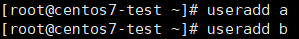 [root@centos7-test ~]# useradd a
[root@centos7-test ~]# useradd b